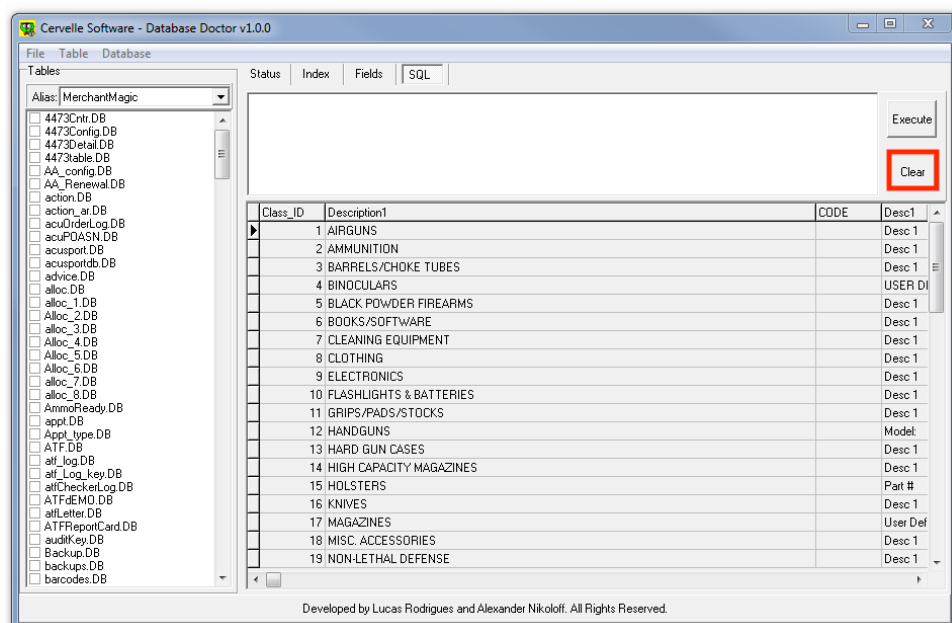 Cervelle Software - Database Doctor v1.0.0
File Table Database
Tables
Alias: MerchantMagic
4473Cntr.DB
4473Config.DB
4473Detail.DB
4473table.DB
AA_config.DB
AA_Renewal.DB
action.DB
action_ar.DB
acuOrderLog.DB
acuPOASN.DB
acusport.DB
acusportdb.DB
advice.DB
alloc.DB
alloc_1.DB
Alloc_2.DB
alloc_3.DB
Alloc_4.DB
Alloc_5.DB
Alloc_6.DB
alloc_7.DB
alloc_8.DB
AmmoReady.DB
appt.DB
Appt_type.DB
ATF.DB
atf_log.DB
atf_Log_key.DB
atfCheckerLog.DB
ATFdEMO.DB
atfLetter.DB
ATFReportCard.DB
auditKey.DB
Backup.DB
backups.DB
barcodes.DB
Status Index Fields SQL
Execute
Clear
Class_ID Description1 CODE Desc1
1 AIRGUNS Desc 1
2 AMMUNITION Desc 1
3 BARRELS/CHOKE TUBES Desc 1
4 BINOCULARS USER DI
5 BLACK POWDER FIREARMS Desc 1
6 BOOKS/SOFTWARE Desc 1
7 CLEANING EQUIPMENT Desc 1
8 CLOTHING Desc 1
9 ELECTRONICS Desc 1
10 FLASHLIGHTS & BATTERIES Desc 1
11 GRIPS/PADS/STOCKS Desc 1
12 HANDGUNS Model:
13 HARD GUN CASES Desc 1
14 HIGH CAPACITY MAGAZINES Desc 1
15 HOLSTERS Part #
16 KNIVES Desc 1
17 MAGAZINES User Def
18 MISC. ACCESSORIES Desc 1
19 NON-LETHAL DEFENSE Desc 1
Developed by Lucas Rodrigues and Alexander Nikoloff. All Rights Reserved.